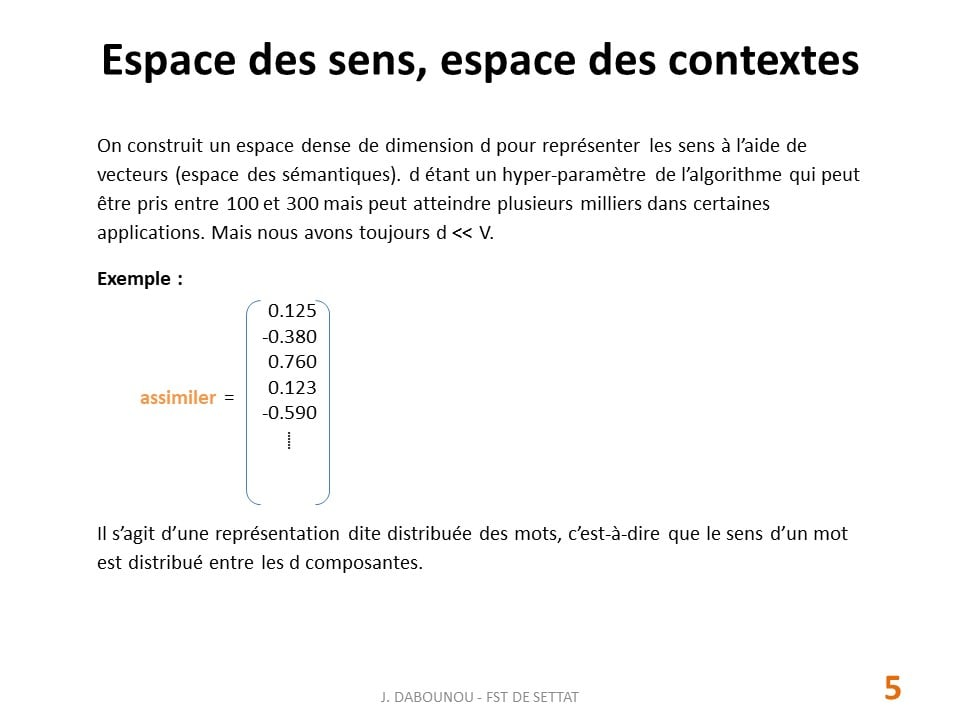 Espace des sens, espace des contextes
On construit un espace dense de dimension d pour représenter les sens à l’aide de
vecteurs (espace des sémantiques). d étant un hyper-paramètre de l’algorithme qui peut
être pris entre 100 et 300 mais peut atteindre plusieurs milliers dans certaines
applications. Mais nous avons toujours d << V.
Exemple :
0.125
-0.380
0.760
0.123
assimiler =
-0.590
⁞
Il s’agit d’une représentation dite distribuée des mots, c’est-à-dire que le sens d’un mot
est distribué entre les d composantes.
J. DABOUNOU - FST DE SETTAT
5